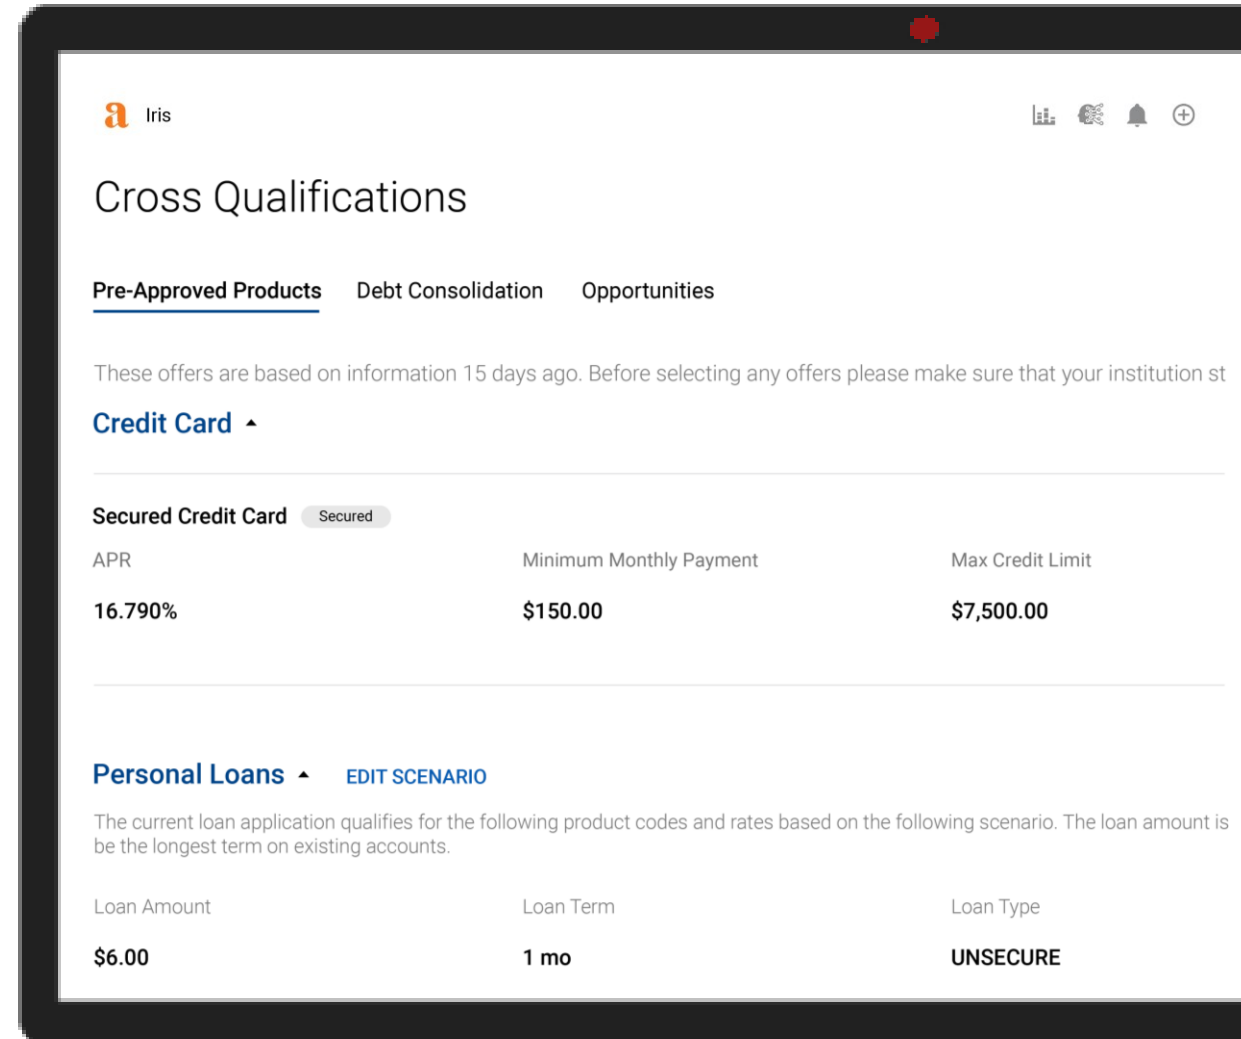 a Iris
Cross Qualifications
Pre-Approved Products Debt Consolidation Opportunities
These offers are based on information 15 days ago. Before selecting any offers please make sure that your institution st
Credit Card
Secured Credit Card Secured
APR Minimum Monthly Payment Max Credit Limit
16.790% $150.00 $7,500.00
Personal Loans EDIT SCENARIO
The current loan application qualifies for the following product codes and rates based on the following scenario. The loan amount is
be the longest term on existing accounts.
Loan Amount Loan Term Loan Type
$6.00 1 mo UNSECURE